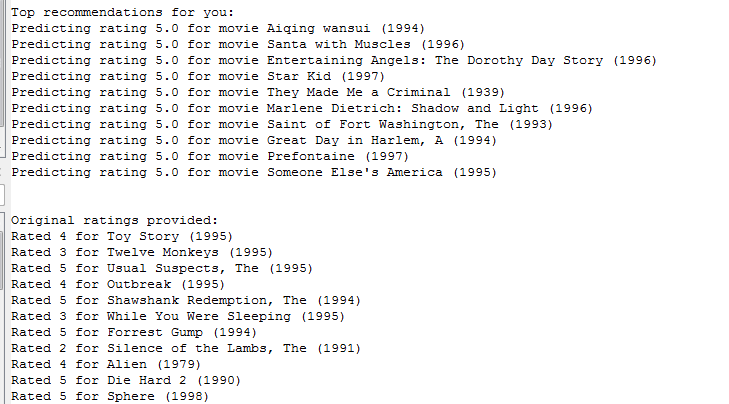 Top recommendations for you:
Predicting rating 5.0 for movie Aiqing wansui (1994)
Predicting rating 5.0 for movie Santa with Muscles (1996)
Predicting rating 5.0 for movie Entertaining Angels: The Dorothy Day Story (1996)
Predicting rating 5.0 for movie Star Kid (1997)
Predicting rating 5.0 for movie They Made Me a Criminal (1939)
Predicting rating 5.0 for movie Marlene Dietrich: Shadow and Light (1996)
Predicting rating 5.0 for movie Saint of Fort Washington, The (1993)
Predicting rating 5.0 for movie Great Day in Harlem, A (1994)
Predicting rating 5.0 for movie Prefontaine (1997)
Predicting rating 5.0 for movie Someone Else's America (1995)
Original ratings provided:
Rated 4 for Toy Story (1995)
Rated 3 for Twelve Monkeys (1995)
Rated 5 for Usual Suspects, The (1995)
Rated 4 for Outbreak (1995)
Rated 5 for Shawshank Redemption, The (1994)
Rated 3 for While You Were Sleeping (1995)
Rated 5 for Forrest Gump (1994)
Rated 2 for Silence of the Lambs, The (1991)
Rated 4 for Alien (1979)
Rated 5 for Die Hard 2 (1990)
Rated 5 for Sphere (1998)